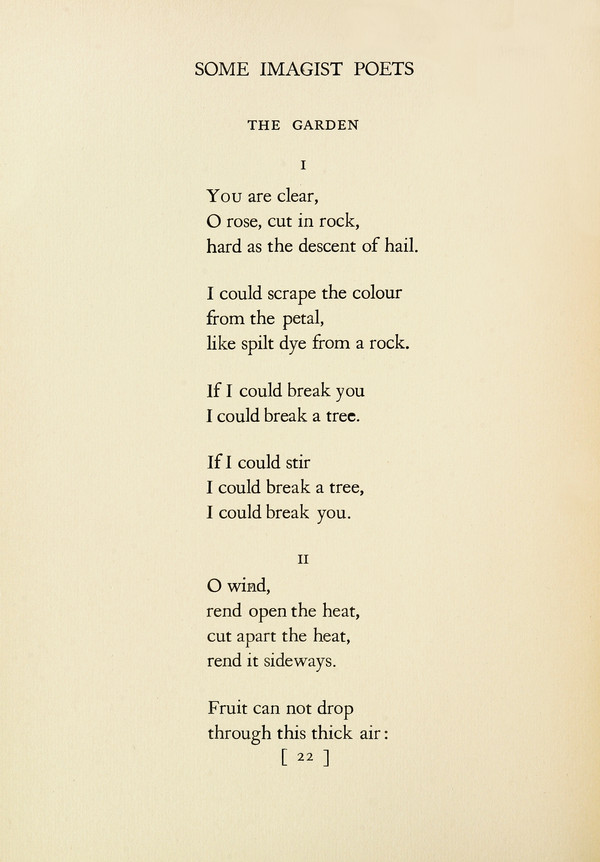 SOME IMAGIST POETS
THE GARDEN
I
You are clear,
O rose, cut in rock,
hard as the descent of hail.
I could scrape the colour
from the petal,
like spilt dye from a rock.
If I could break you
I could break a tree.
If I could stir
I could break a tree,
I could break you.
II
O wind,
rend open the heat,
cut apart the heat,
rend it sideways.
Fruit can not drop
through this thick air:
[ 22 ]